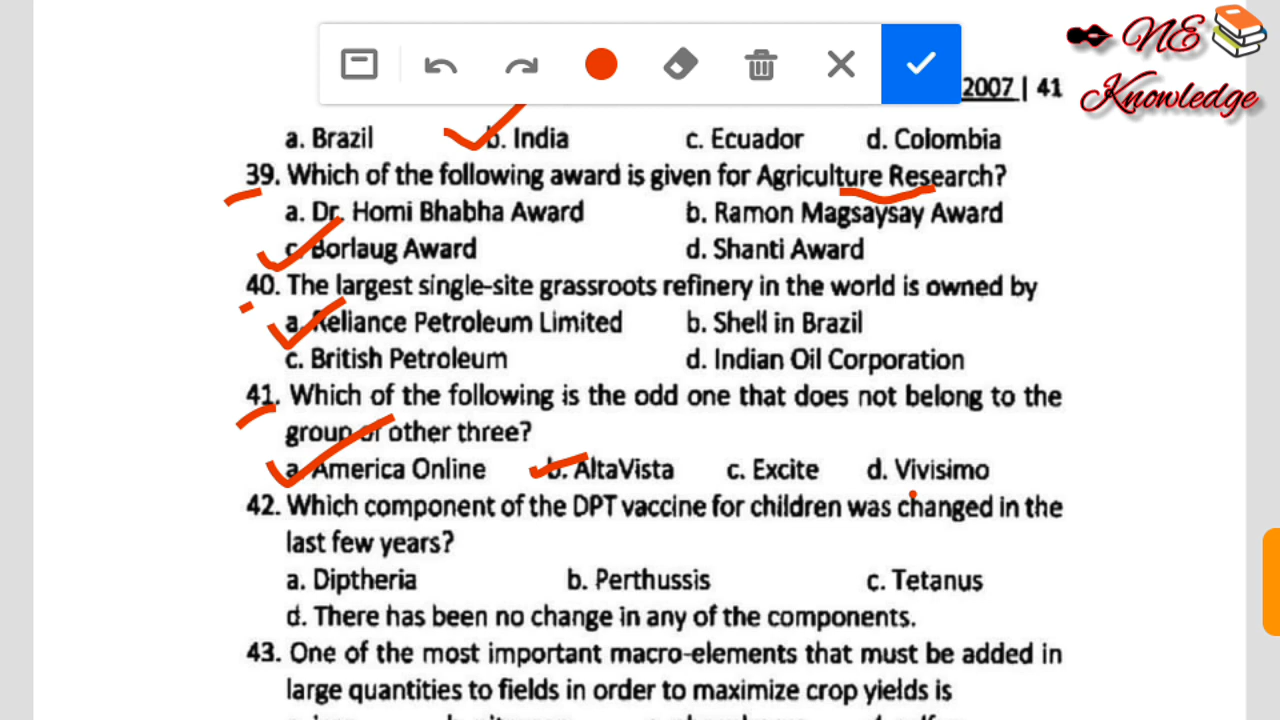 NE
Knowledge
2007 | 41
a. Brazil b. India c. Ecuador d. Colombia
39. Which of the following award is given for Agriculture Research?
a. Dr. Homi Bhabha Award b. Ramon Magsaysay Award
c. Borlaug Award d. Shanti Award
40. The largest single-site grassroots refinery in the world is owned by
a. Reliance Petroleum Limited b. Shell in Brazil
c. British Petroleum d. Indian Oil Corporation
41. Which of the following is the odd one that does not belong to the
group of other three?
a. America Online b. AltaVista c. Excite d. Vivisimo
42. Which component of the DPT vaccine for children was changed in the
last few years?
a. Diptheria b. Perthussis c. Tetanus
d. There has been no change in any of the components.
43. One of the most important macro-elements that must be added in
large quantities to fields in order to maximize crop yields is